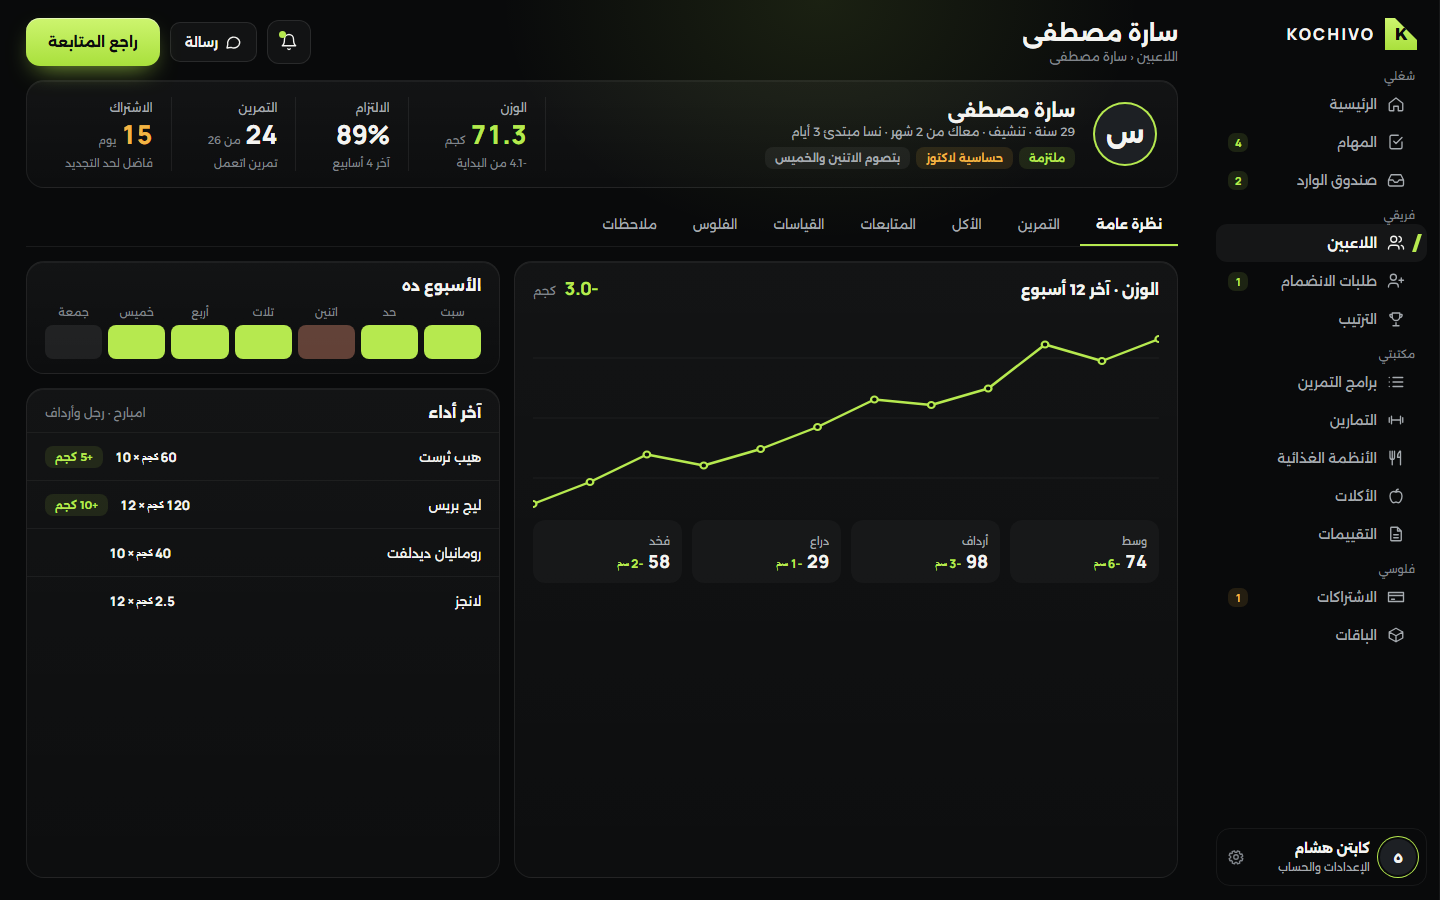 KOCHIVO
شغلي
الرئيسية
المهام 4
صندوق الوارد 2
فريقي
اللاعبين
طلبات الانضمام 1
الترتيب
مكتبتي
برامج التمرين
التمارين
الأنظمة الغذائية
الأكلات
التقييمات
فلوسي
الاشتراكات 1
الباقات
كابتن هشام
الإعدادات والحساب
ه
سارة مصطفى
اللاعبين › سارة مصطفى
رسالة
راجع المتابعة
س
سارة مصطفى
29 سنة · تنشيف · معاك من 2 شهر · نسا مبتدئ 3 أيام
ملتزمة
حساسية لاكتوز
بتصوم الاتنين والخميس
الوزن
71.3 كجم
-4.1 من البداية
الالتزام
89%
آخر 4 أسابيع
التمرين
24 من 26
تمرين اتعمل
الاشتراك
15 يوم
فاضل لحد التجديد
نظرة عامة
التمرين
الأكل
المتابعات
القياسات
الفلوس
ملاحظات
الوزن · آخر 12 أسبوع
-3.0 كجم
وسط
74 -6 سم
أرداف
98 -3 سم
دراع
29 -1 سم
فخد
58 -2 سم
الأسبوع ده
سبت
حد
اتنين
تلات
أربع
خميس
جمعة
آخر أداء
امبارح · رجل وأرداف
هيب ثرست
60 كجم × 10
+5 كجم
ليج بريس
120 كجم × 12
+10 كجم
رومانيان ديدلفت
40 كجم × 10
لانجز
2.5 كجم × 12